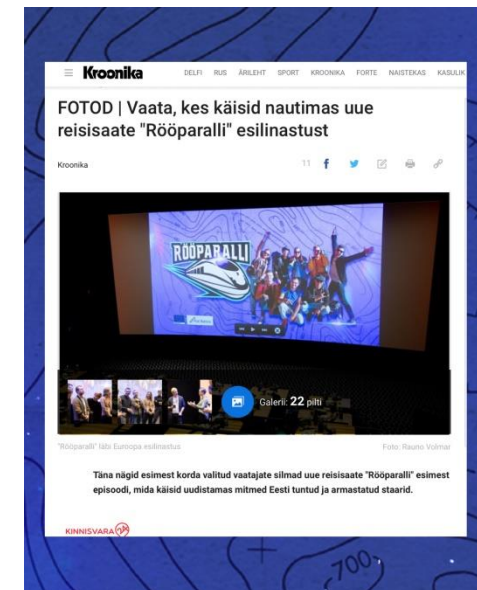 Kroonika DELFI RUS ÄRILEHT SPORT KROONIKA FORTE NAISTEKAS KASULIK
FOTOD | Vaata, kes käisid nautimas uue
reisisaate "Rööparalli" esilinastust
Kroonika 11
RÖÖPARALLI
Galerii: 22 pilti
"Rööparalli" läbi Euroopa esilinastus Foto: Rauno Volmar
Täna nägid esimest korda valitud vaatajate silmad uue reisisaate "Rööparalli" esimest
episoodi, mida käisid uudistamas mitmed Eesti tuntud ja armastatud staarid.
KINNISVARA24
700